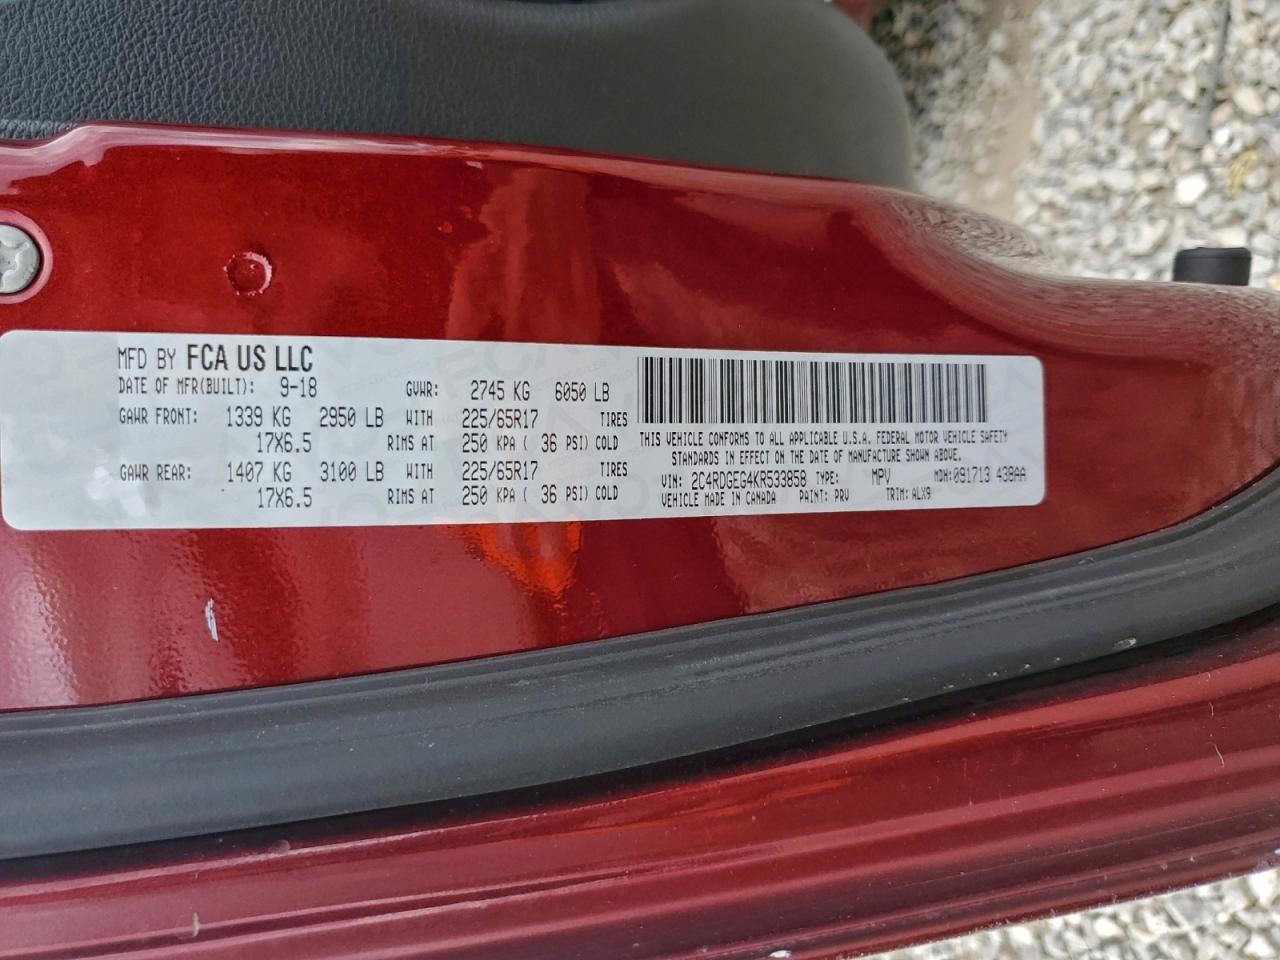 MFD BY FCA US LLC
DATE OF MFR(BUILT): 9-18 GVWR: 2745 KG 6050 LB
GAWR FRONT: 1339 KG 2950 LB WITH 225/65R17 TIRES
17X6.5 RIMS AT 250 KPA ( 36 PSI) COLD
GAWR REAR: 1407 KG 3100 LB WITH 225/65R17 TIRES
17X6.5 RIMS AT 250 KPA ( 36 PSI) COLD
THIS VEHICLE CONFORMS TO ALL APPLICABLE U.S.A. FEDERAL MOTOR VEHICLE SAFETY
STANDARDS IN EFFECT ON THE DATE OF MANUFACTURE SHOWN ABOVE.
VIN: 2C4RDGEG4KR533858 TYPE: MPV MDH:091713 438AA
VEHICLE MADE IN CANADA PAINT: PRV TRIM: ALX9